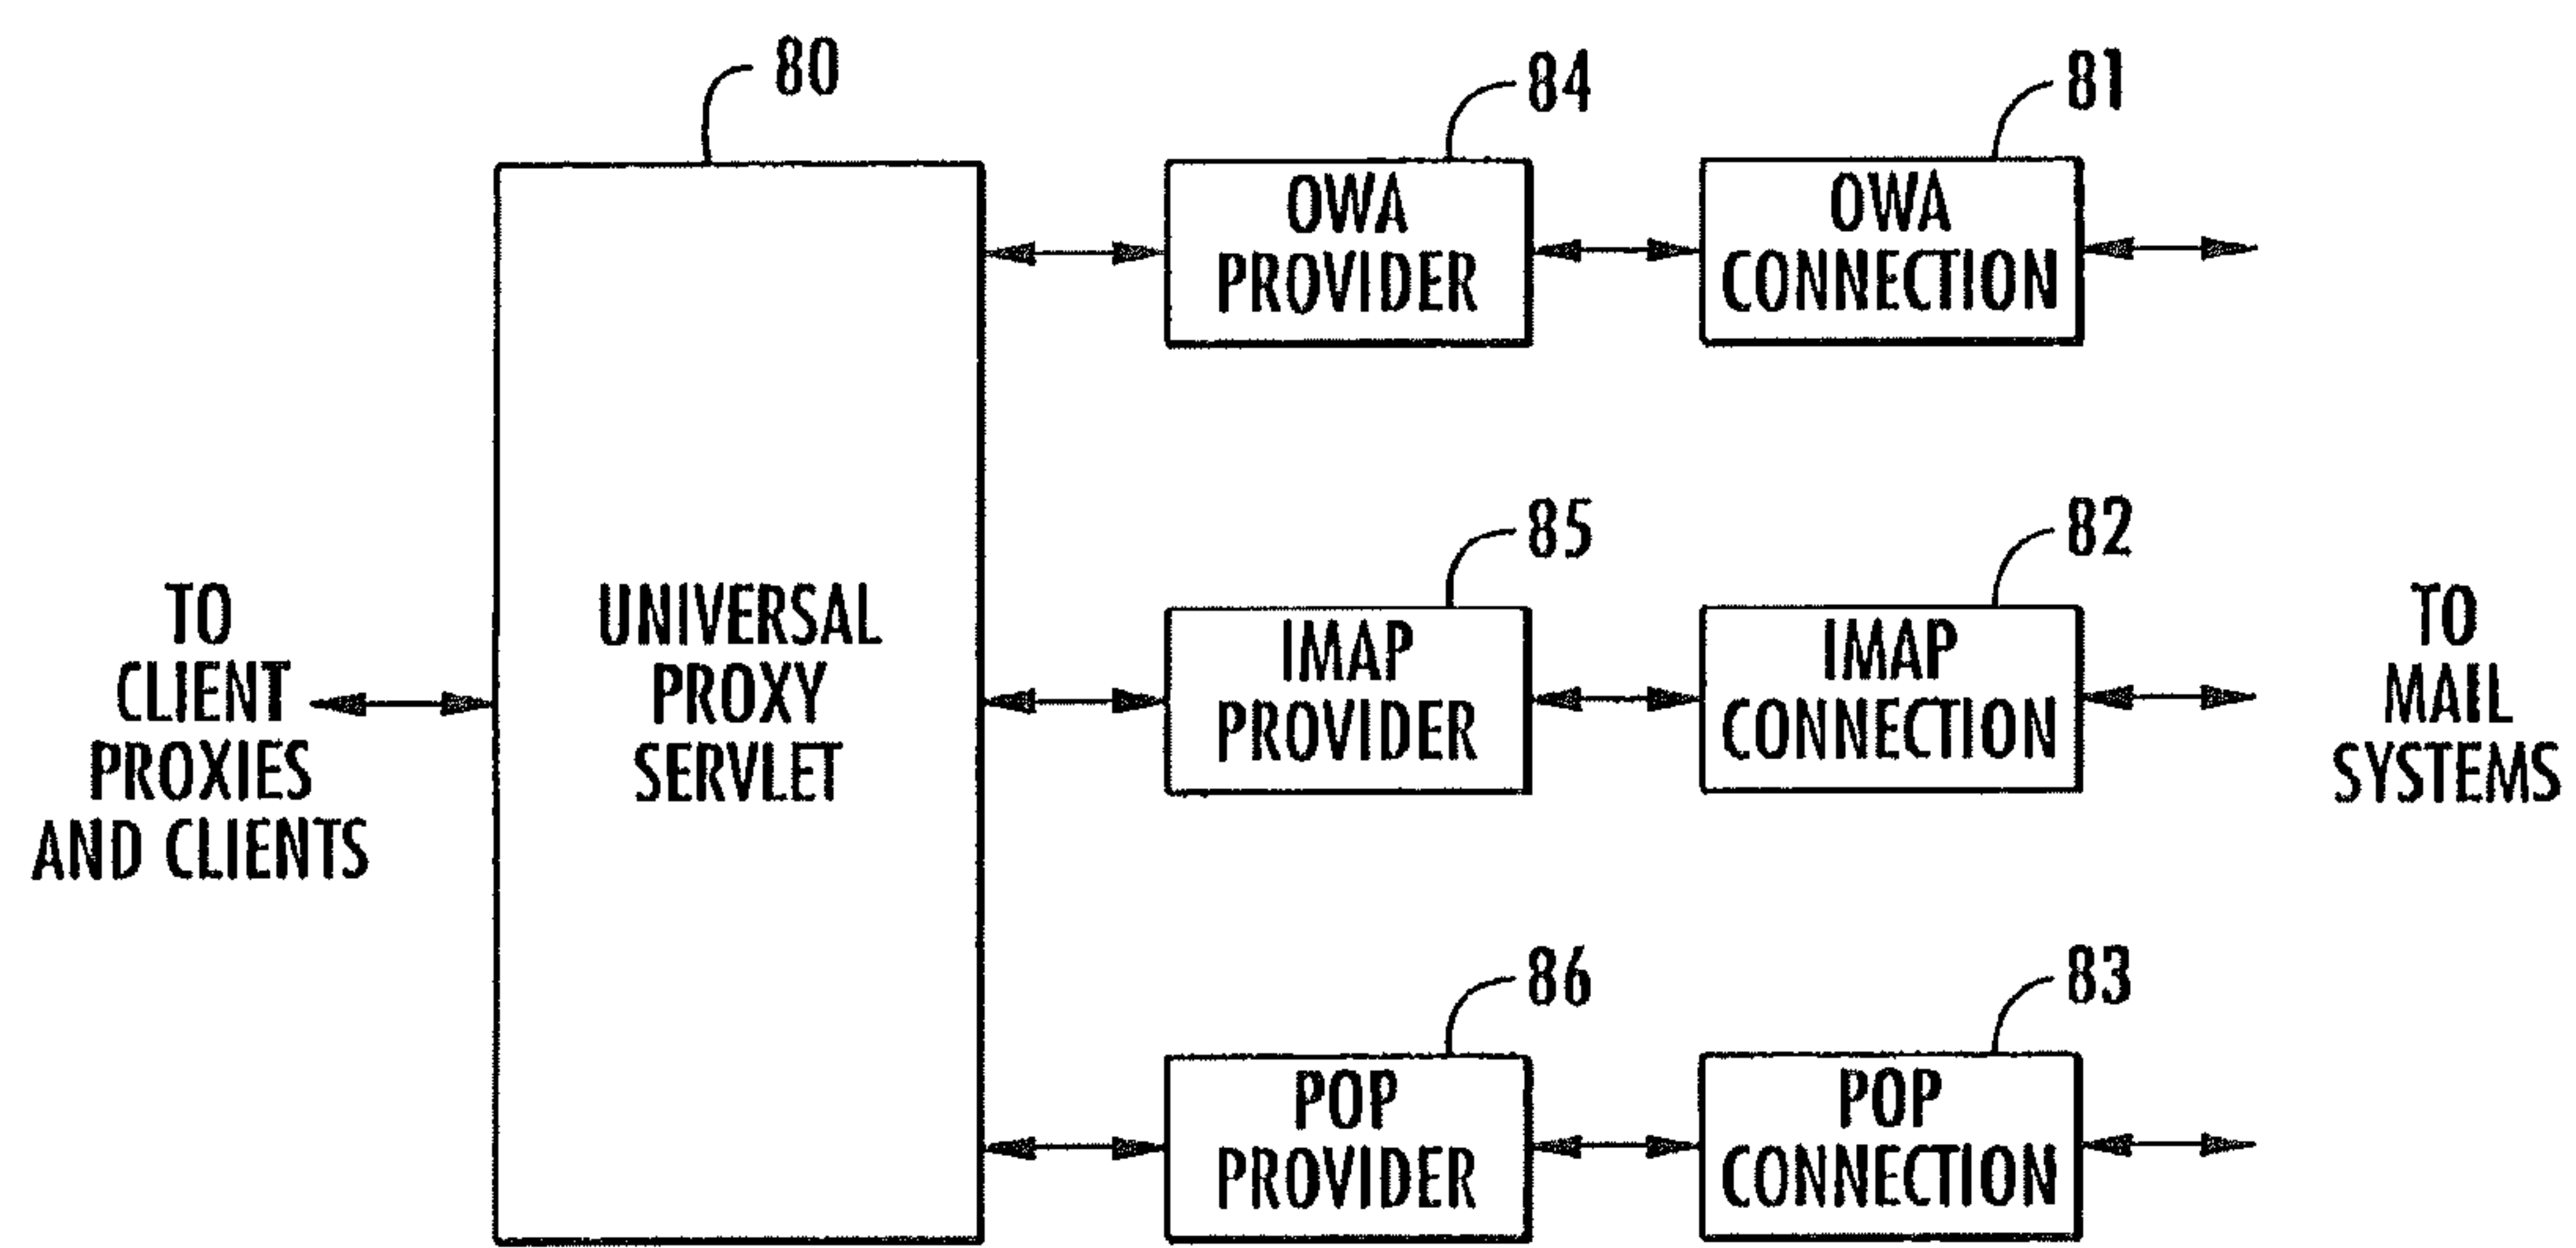 80
84
81
OWA
PROVIDER
OWA
CONNECTION
85
82
TO
CLIENT
PROXIES
AND CLIENTS
UNIVERSAL
PROXY
SERVLET
IMAP
PROVIDER
IMAP
CONNECTION
TO
MAIL
SYSTEMS
86
83
POP
PROVIDER
POP
CONNECTION